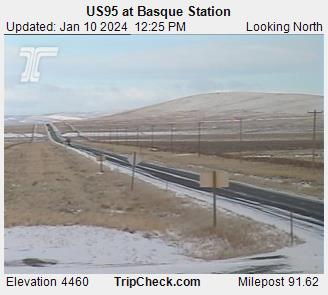 US95 at Basque Station
Updated: Jan 10 2024 12:25 PM Looking North
Elevation 4460 TripCheck.com Milepost 91.62